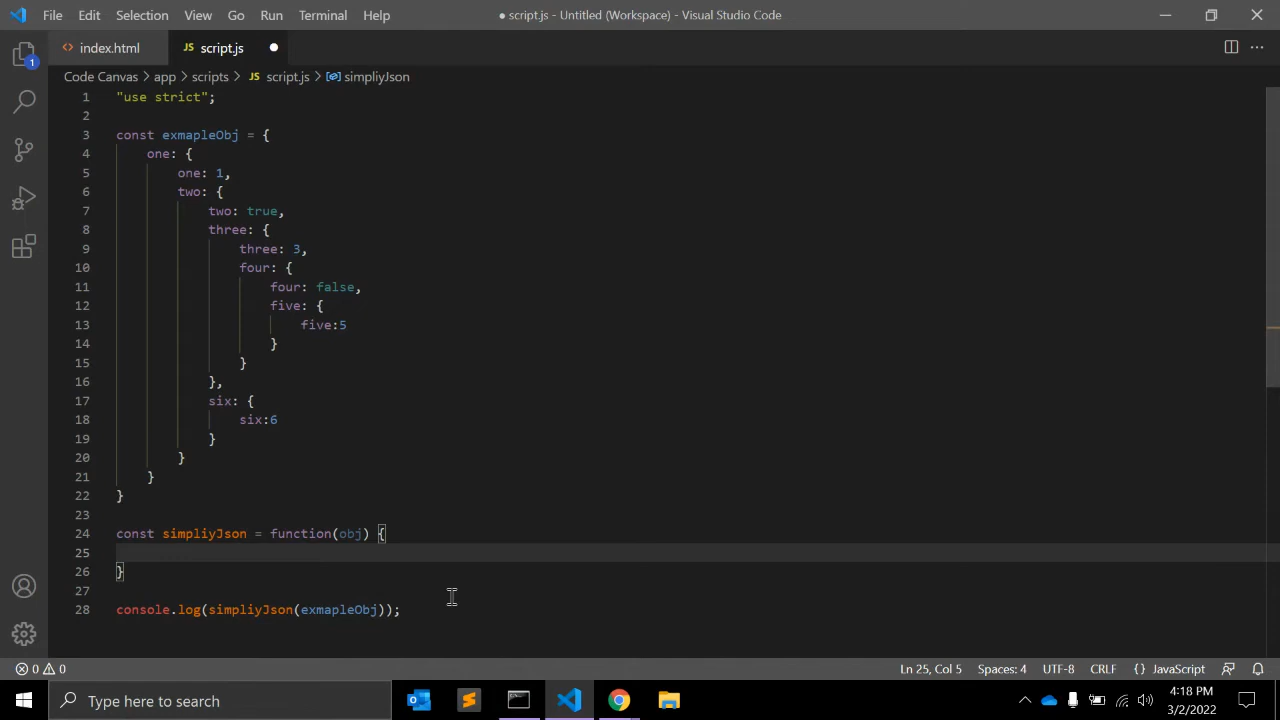 File Edit Selection View Go Run Terminal Help ● script.js - Untitled (Workspace) - Visual Studio Code
1 <> index.html JS script.js
Code Canvas > app > scripts > JS script.js > simpliyJson
1 "use strict";
2
3 const exmapleObj = {
4 one: {
5 one: 1,
6 two: {
7 two: true,
8 three: {
9 three: 3,
10 four: {
11 four: false,
12 five: {
13 five:5
14 }
15 }
16 },
17 six: {
18 six:6
19 }
20 }
21 }
22 }
23
24 const simpliyJson = function(obj) {
25
26 }
27
28 console.log(simpliyJson(exmapleObj));
0 0 Ln 25, Col 5 Spaces: 4 UTF-8 CRLF {} JavaScript
Type here to search 4:18 PM
3/2/2022